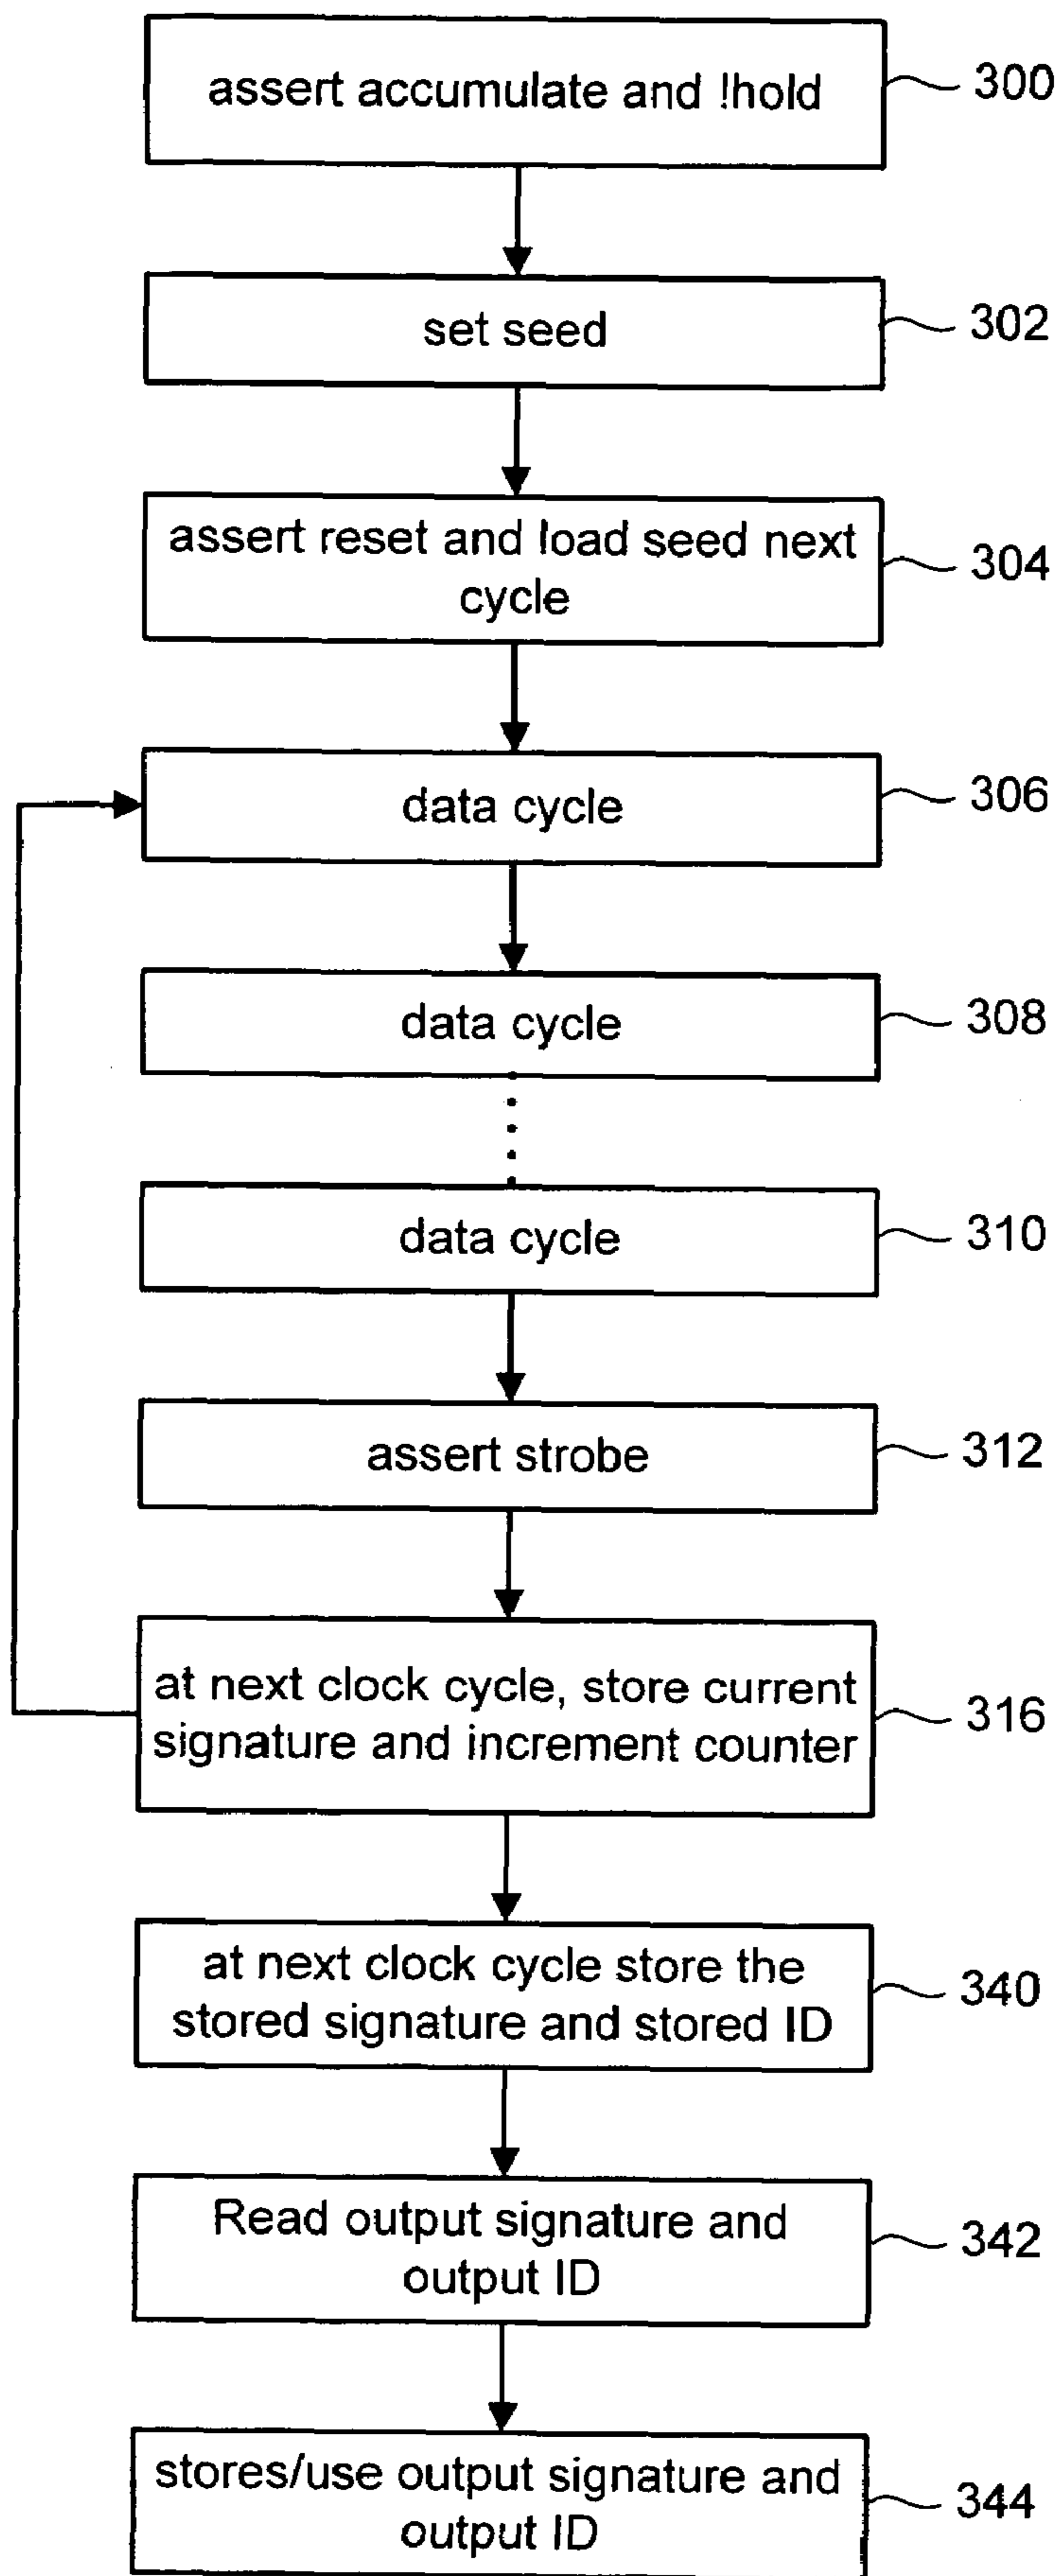 assert accumulate and !hold
300
set seed
302
assert reset and load seed next
cycle
304
data cycle
306
data cycle
308
data cycle
310
assert strobe
312
at next clock cycle, store current
signature and increment counter
316
at next clock cycle store the
stored signature and stored ID
340
Read output signature and
output ID
342
stores/use output signature and
output ID
344